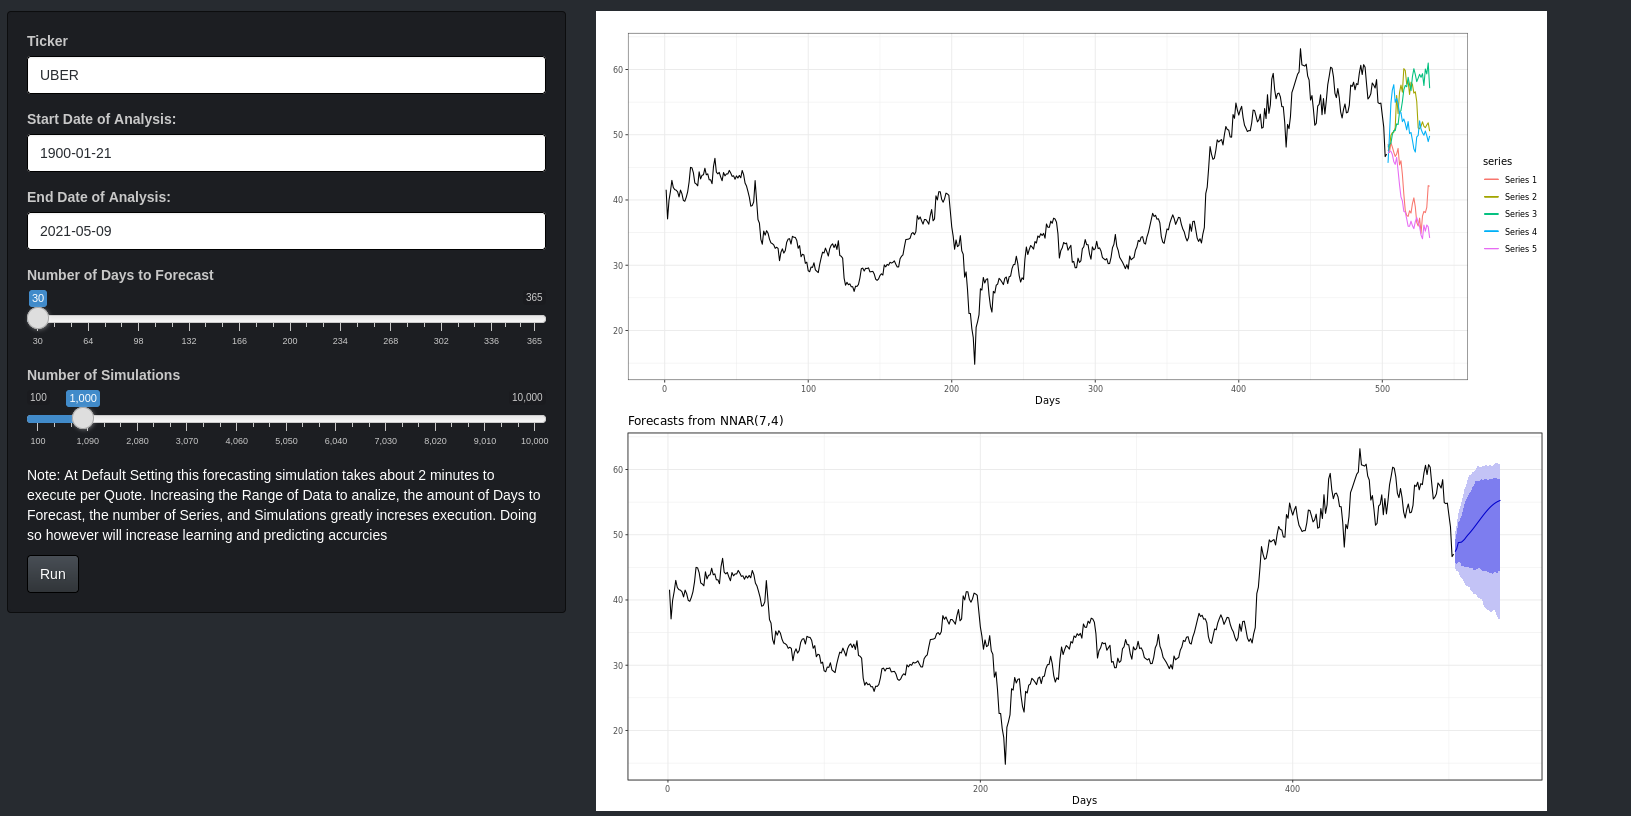 Ticker
UBER
Start Date of Analysis:
1900-01-21
End Date of Analysis:
2021-05-09
Number of Days to Forecast
30 365
30 64 98 132 166 200 234 268 302 336 365
Number of Simulations
100 1,000 10,000
100 1,090 2,080 3,070 4,060 5,050 6,040 7,030 8,020 9,010 10,000
Note: At Default Setting this forecasting simulation takes about 2 minutes to
execute per Quote. Increasing the Range of Data to analize, the amount of Days to
Forecast, the number of Series, and Simulations greatly increses execution. Doing
so however will increase learning and predicting accurcies
Run
60
50
40
30
20
0 100 200 300 400 500
Days
series
Series 1
Series 2
Series 3
Series 4
Series 5
Forecasts from NNAR(7,4)
60
50
40
30
20
0 200 400
Days